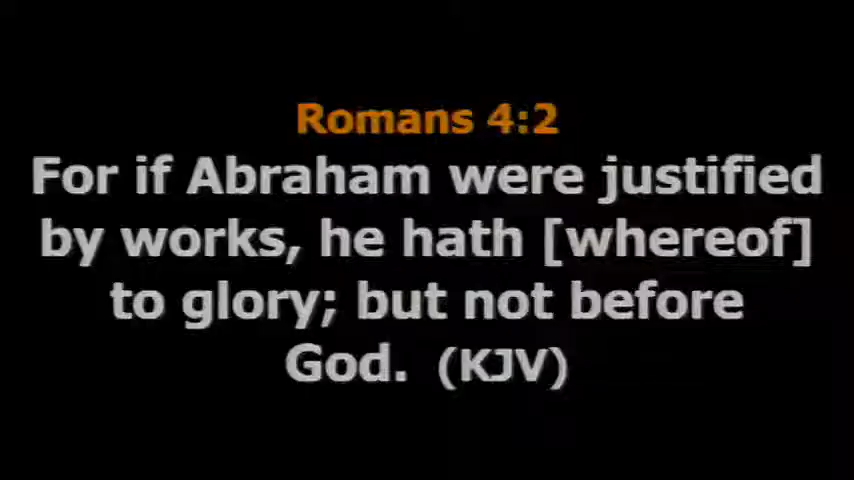 Romans 4:2
For if Abraham were justified
by works, he hath [whereof]
to glory; but not before
God. (KJV)